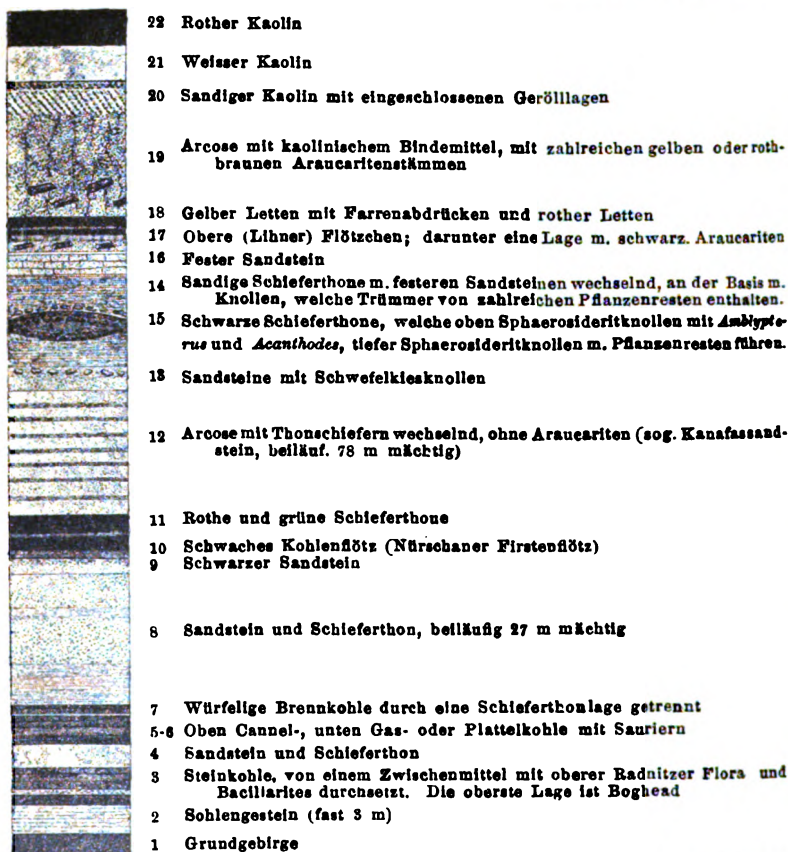 22 Rother Kaolin
21 Weisser Kaolin
20 Sandiger Kaolin mit eingeschlossenen Gerölllagen
19 Arcose mit kaolinischem Bindemittel, mit zahlreichen gelben oder roth-
braunen Araucaritenstämmen
18 Gelber Letten mit Farrenabdrücken und rother Letten
17 Obere (Lihner) Flötzchen; darunter eine Lage m. schwarz. Araucariten
16 Fester Sandstein
14 Sandige Schieferthone m. festeren Sandsteinen wechselnd, an der Basis m.
Knollen, welche Trümmer von zahlreichen Pflanzenresten enthalten.
15 Schwarze Schieferthone, welche oben Sphaerosideritknollen mit Amblypte-
rus und Acanthodes, tiefer Sphaerosideritknollen m. Pflanzenresten führen.
13 Sandsteine mit Schwefelkiesknollen
12 Arcose mit Thonschiefern wechselnd, ohne Araucariten (sog. Kanafassand-
stein, beiläuf. 78 m mächtig)
11 Rothe und grüne Schieferthone
10 Schwaches Kohlenflötz (Nürschaner Firstenflötz)
9 Schwarzer Sandstein
8 Sandstein und Schieferthon, beiläufig 27 m mächtig
7 Würfelige Brennkohle durch eine Schieferthonlage getrennt
5-6 Oben Cannel-, unten Gas- oder Plattelkohle mit Sauriern
4 Sandstein und Schieferthon
3 Steinkohle, von einem Zwischenmittel mit oberer Radnitzer Flora und
Bacillarites durchsetzt. Die oberste Lage ist Boghead
2 Sohlengestein (fast 3 m)
1 Grundgebirge